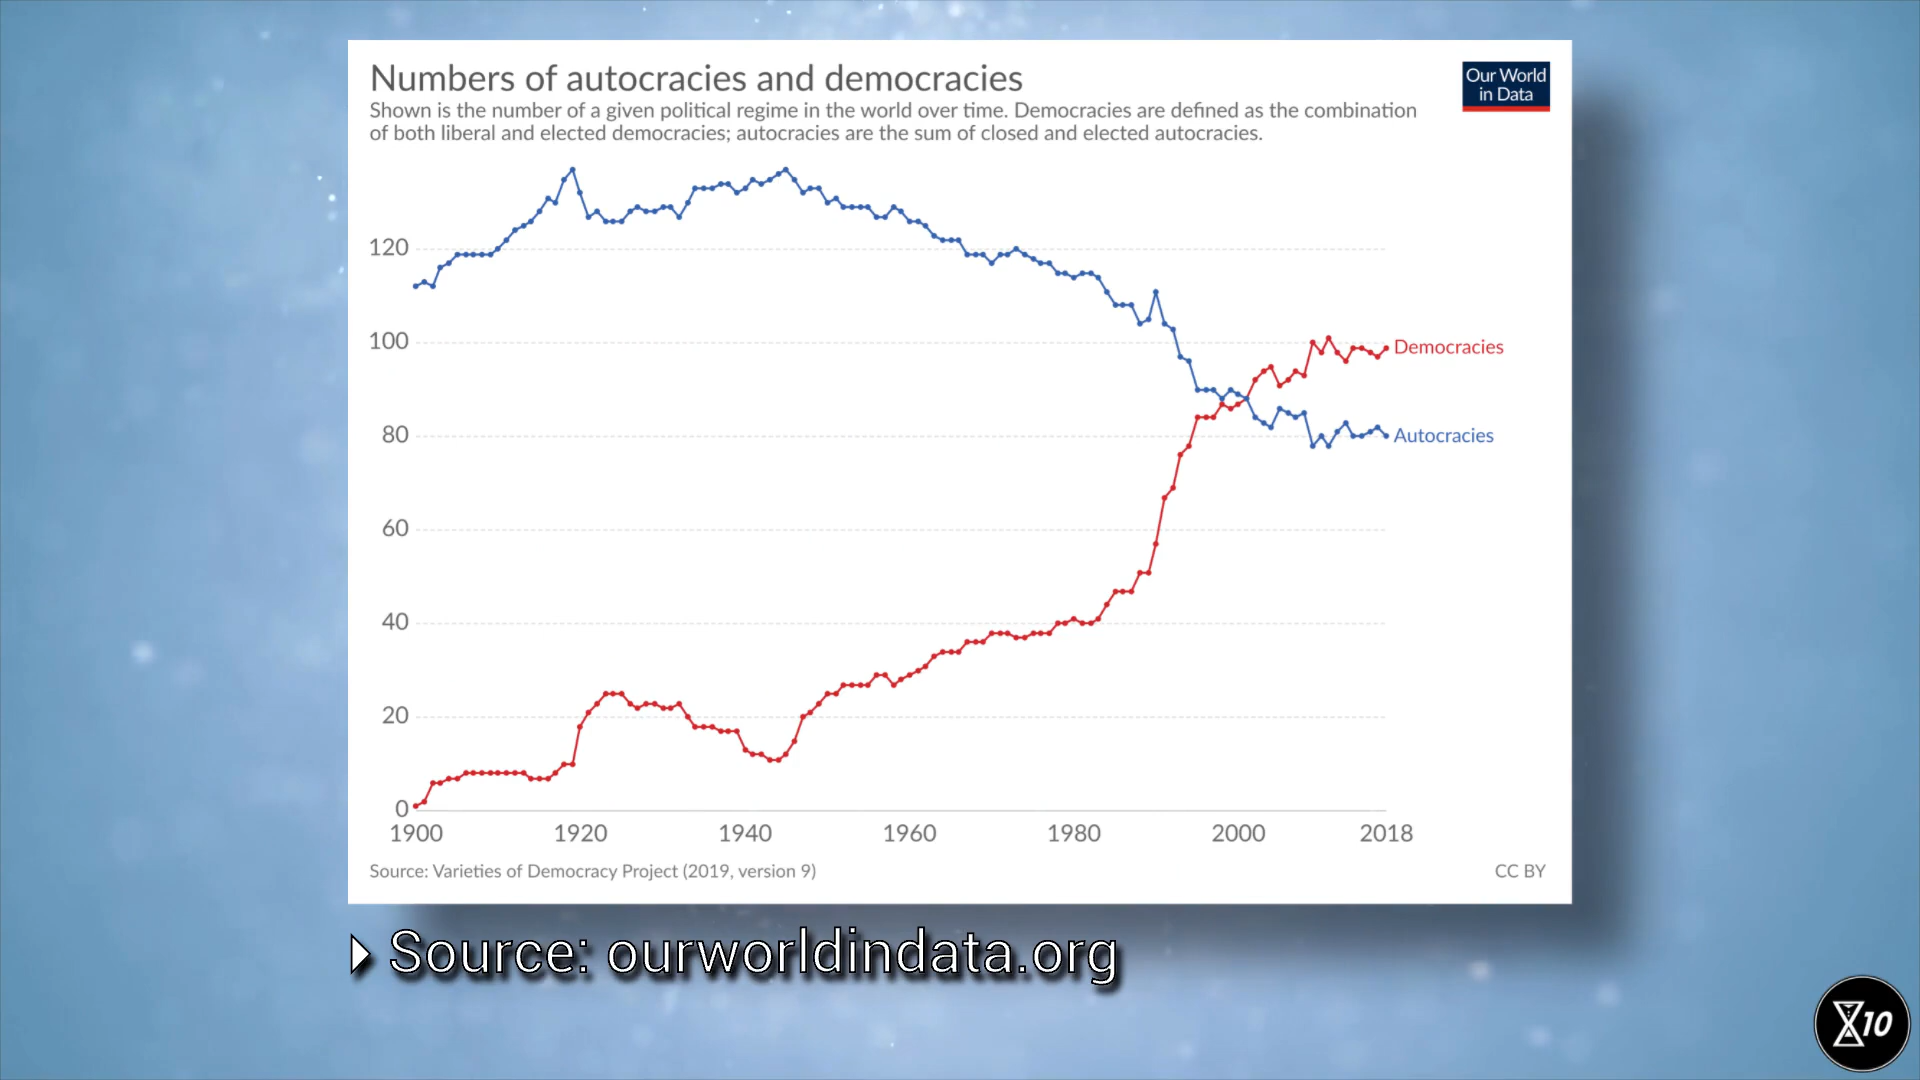 Numbers of autocracies and democracies
Our World
in Data
Shown is the number of a given political regime in the world over time. Democracies are defined as the combination
of both liberal and elected democracies; autocracies are the sum of closed and elected autocracies.
120
100
80
60
40
20
0
Democracies
Autocracies
1900 1920 1940 1960 1980 2000 2018
Source: Varieties of Democracy Project (2019, version 9)
CC BY
Source: ourworldindata.org
10